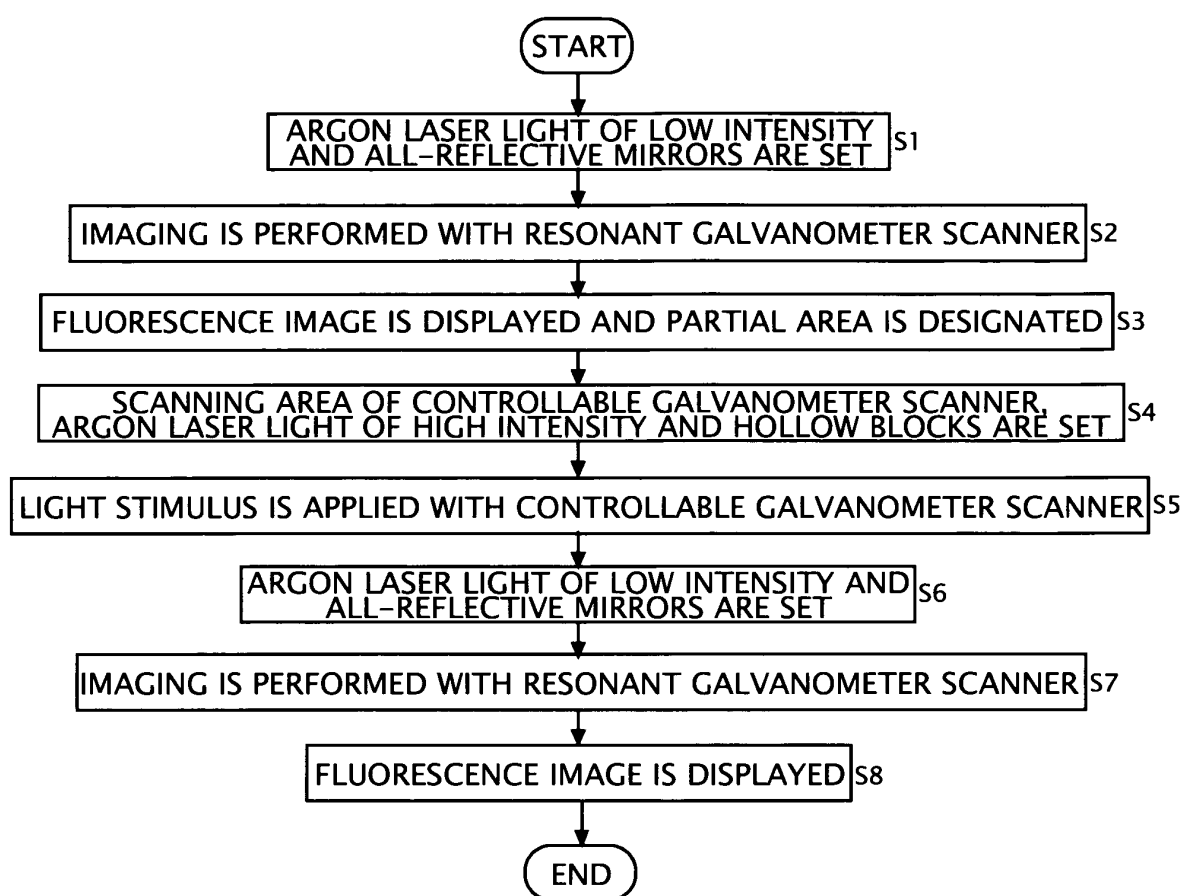 START
ARGON LASER LIGHT OF LOW INTENSITY
AND ALL-REFLECTIVE MIRRORS ARE SET
S1
IMAGING IS PERFORMED WITH RESONANT GALVANOMETER SCANNER
S2
FLUORESCENCE IMAGE IS DISPLAYED AND PARTIAL AREA IS DESIGNATED
S3
SCANNING AREA OF CONTROLLABLE GALVANOMETER SCANNER,
ARGON LASER LIGHT OF HIGH INTENSITY AND HOLLOW BLOCKS ARE SET
S4
LIGHT STIMULUS IS APPLIED WITH CONTROLLABLE GALVANOMETER SCANNER
S5
ARGON LASER LIGHT OF LOW INTENSITY AND
ALL-REFLECTIVE MIRRORS ARE SET
S6
IMAGING IS PERFORMED WITH RESONANT GALVANOMETER SCANNER
S7
FLUORESCENCE IMAGE IS DISPLAYED
S8
END